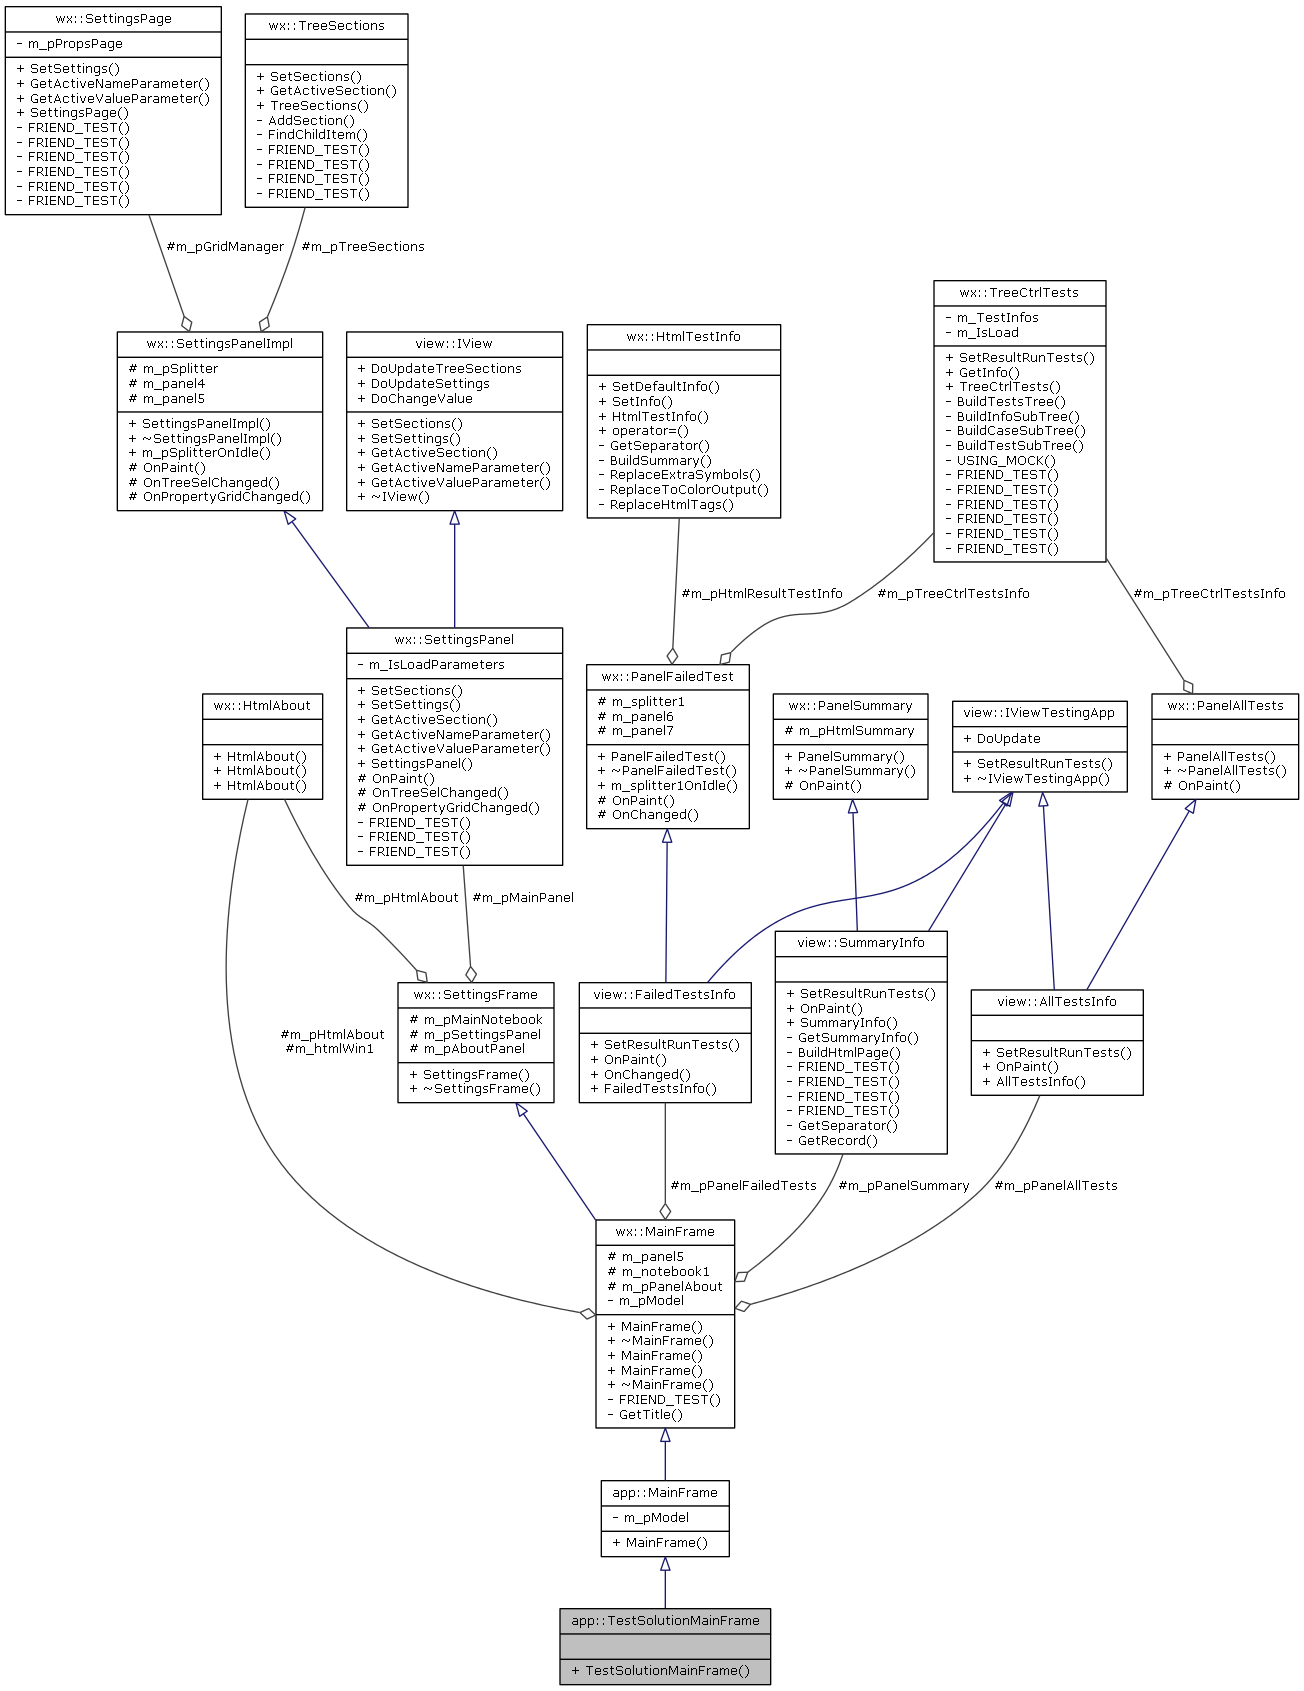 wx::SettingsPage
- m_pPropsPage
+ SetSettings()
+ GetActiveNameParameter()
+ GetActiveValueParameter()
+ SettingsPage()
- FRIEND_TEST()
- FRIEND_TEST()
- FRIEND_TEST()
- FRIEND_TEST()
- FRIEND_TEST()
- FRIEND_TEST()
wx::TreeSections
+ SetSections()
+ GetActiveSection()
+ TreeSections()
- AddSection()
- FindChildItem()
- FRIEND_TEST()
- FRIEND_TEST()
- FRIEND_TEST()
- FRIEND_TEST()
#m_pGridManager
#m_pTreeSections
wx::SettingsPanelImpl
# m_pSplitter
# m_panel4
# m_panel5
+ SettingsPanelImpl()
+ ~SettingsPanelImpl()
+ m_pSplitterOnIdle()
# OnPaint()
# OnTreeSelChanged()
# OnPropertyGridChanged()
view::IView
+ DoUpdateTreeSections
+ DoUpdateSettings
+ DoChangeValue
+ SetSections()
+ SetSettings()
+ GetActiveSection()
+ GetActiveNameParameter()
+ GetActiveValueParameter()
+ ~IView()
wx::HtmlTestInfo
+ SetDefaultInfo()
+ SetInfo()
+ HtmlTestInfo()
+ operator=()
- GetSeparator()
- BuildSummary()
- ReplaceExtraSymbols()
- ReplaceToColorOutput()
- ReplaceHtmlTags()
wx::TreeCtrlTests
- m_TestInfos
- m_IsLoad
+ SetResultRunTests()
+ GetInfo()
+ TreeCtrlTests()
- BuildTestsTree()
- BuildInfoSubTree()
- BuildCaseSubTree()
- BuildTestSubTree()
- USING_MOCK()
- FRIEND_TEST()
- FRIEND_TEST()
- FRIEND_TEST()
- FRIEND_TEST()
- FRIEND_TEST()
- FRIEND_TEST()
#m_pHtmlResultTestInfo
#m_pTreeCtrlTestsInfo
#m_pTreeCtrlTestsInfo
wx::HtmlAbout
+ HtmlAbout()
+ HtmlAbout()
+ HtmlAbout()
wx::SettingsPanel
- m_IsLoadParameters
+ SetSections()
+ SetSettings()
+ GetActiveSection()
+ GetActiveNameParameter()
+ GetActiveValueParameter()
+ SettingsPanel()
# OnPaint()
# OnTreeSelChanged()
# OnPropertyGridChanged()
- FRIEND_TEST()
- FRIEND_TEST()
- FRIEND_TEST()
wx::PanelFailedTest
# m_splitter1
# m_panel6
# m_panel7
+ PanelFailedTest()
+ ~PanelFailedTest()
+ m_splitter1OnIdle()
# OnPaint()
# OnChanged()
wx::PanelSummary
# m_pHtmlSummary
+ PanelSummary()
+ ~PanelSummary()
# OnPaint()
view::IViewTestingApp
+ DoUpdate
+ SetResultRunTests()
+ ~IViewTestingApp()
wx::PanelAllTests
+ PanelAllTests()
+ ~PanelAllTests()
# OnPaint()
#m_pHtmlAbout
#m_pMainPanel
#m_pHtmlAbout
#m_htmlWin1
wx::SettingsFrame
# m_pMainNotebook
# m_pSettingsPanel
# m_pAboutPanel
+ SettingsFrame()
+ ~SettingsFrame()
view::FailedTestsInfo
+ SetResultRunTests()
+ OnPaint()
+ OnChanged()
+ FailedTestsInfo()
view::SummaryInfo
+ SetResultRunTests()
+ OnPaint()
+ SummaryInfo()
- GetSummaryInfo()
- BuildHtmlPage()
- FRIEND_TEST()
- FRIEND_TEST()
- FRIEND_TEST()
- FRIEND_TEST()
- GetSeparator()
- GetRecord()
view::AllTestsInfo
+ SetResultRunTests()
+ OnPaint()
+ AllTestsInfo()
#m_pPanelFailedTests
#m_pPanelSummary
#m_pPanelAllTests
wx::MainFrame
# m_panel5
# m_notebook1
# m_pPanelAbout
- m_pModel
+ MainFrame()
+ ~MainFrame()
+ MainFrame()
+ MainFrame()
+ ~MainFrame()
- FRIEND_TEST()
- GetTitle()
app::MainFrame
- m_pModel
+ MainFrame()
app::TestSolutionMainFrame
+ TestSolutionMainFrame()